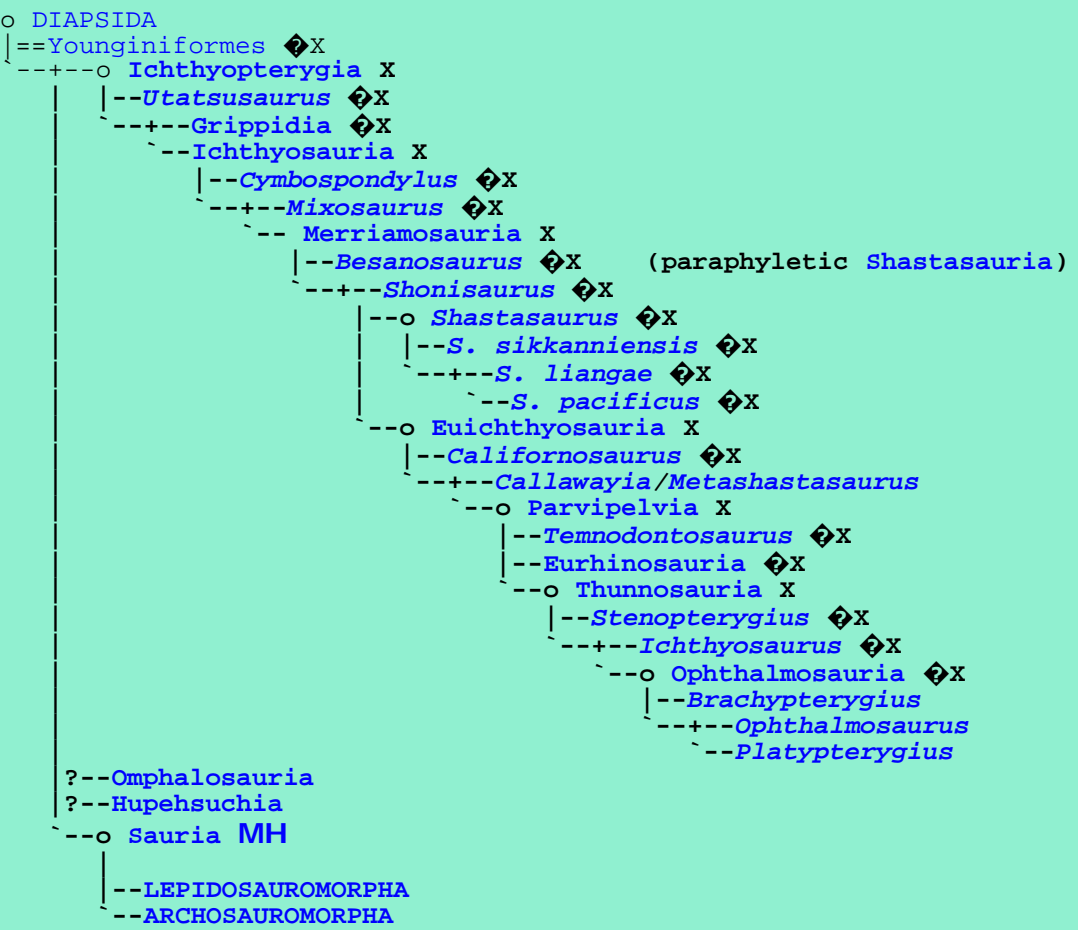 o DIAPSIDA
|==Younginiformes �X
`--+--o Ichthyopterygia X
   |  |--Utatsusaurus �X
   |  `--+--Grippidia �X
   |     `--Ichthyosauria X
   |        |--Cymbospondylus �X
   |        `--+--Mixosaurus �X
   |           `-- Merriamosauria X
   |              |--Besanosaurus �X    (paraphyletic Shastasauria)
   |              `--+--Shonisaurus �X
   |                  |--o Shastasaurus �X
   |                  |  |--S. sikkanniensis �X
   |                  |  `--+--S. liangae �X
   |                  |      `--S. pacificus �X
   |                  `--o Euichthyosauria X
   |                     |--Californosaurus �X
   |                     `--+--Callawayia/Metashastasaurus
   |                        `--o Parvipelvia X
   |                           |--Temnodontosaurus �X
   |                           |--Eurhinosauria �X
   |                           `--o Thunnosauria X
   |                              |--Stenopterygius �X
   |                              `--+--Ichthyosaurus �X
   |                                 `--o Ophthalmosauria �X
   |                                    |--Brachypterygius
   |                                    `--+--Ophthalmosaurus
   |                                       `--Platypterygius
   |?--Omphalosauria
   |?--Hupehsuchia
   `--o Sauria MH
      |
      |--LEPIDOSAUROMORPHA
      `--ARCHOSAUROMORPHA